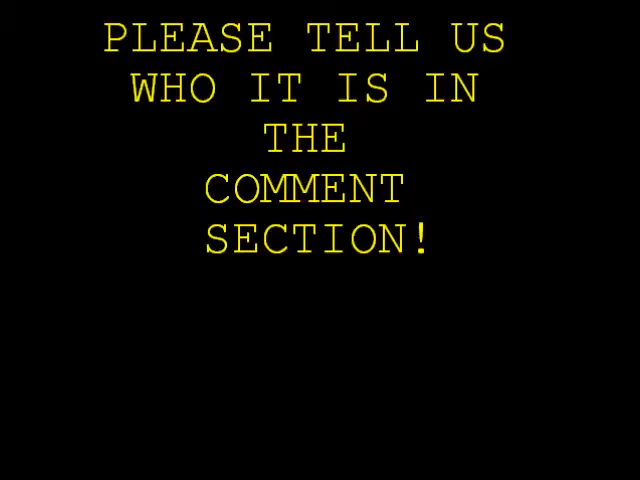 PLEASE TELL US
WHO IT IS IN
THE
COMMENT
SECTION!